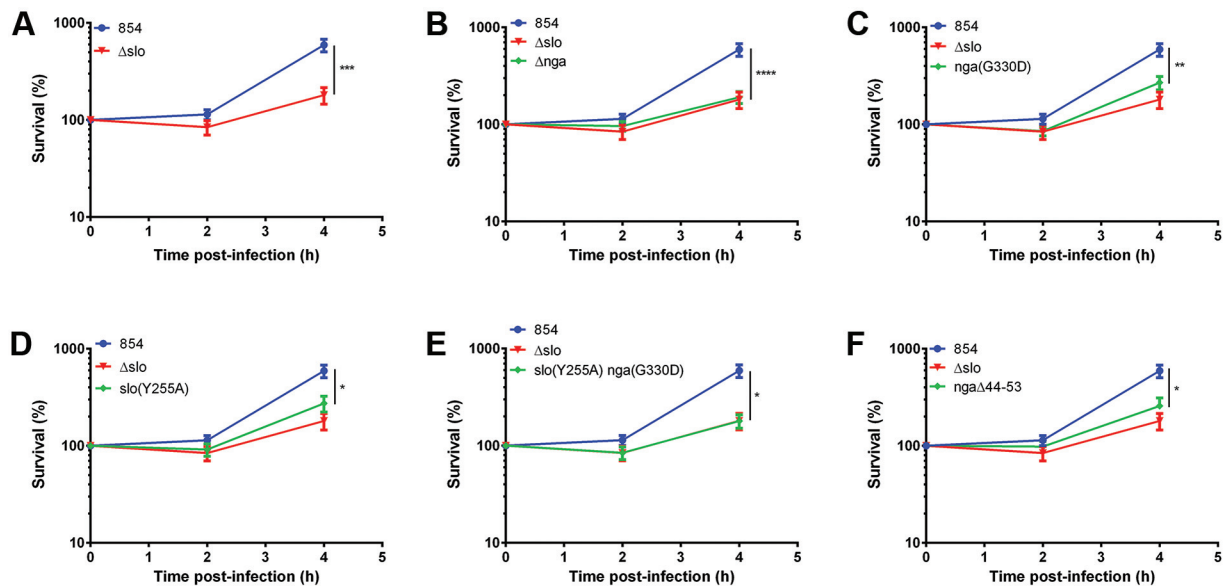 A
854
Δslo
1000
100
10
Survival (%)
***
0 1 2 3 4 5
Time post-infection (h)
B
854
Δslo
Δnga
1000
100
10
Survival (%)
****
0 1 2 3 4 5
Time post-infection (h)
C
854
Δslo
nga(G330D)
1000
100
10
Survival (%)
**
0 1 2 3 4 5
Time post-infection (h)
D
854
Δslo
slo(Y255A)
1000
100
10
Survival (%)
*
0 1 2 3 4 5
Time post-infection (h)
E
854
Δslo
slo(Y255A) nga(G330D)
1000
100
10
Survival (%)
*
0 1 2 3 4 5
Time post-infection (h)
F
854
Δslo
ngaΔ44-53
1000
100
10
Survival (%)
*
0 1 2 3 4 5
Time post-infection (h)